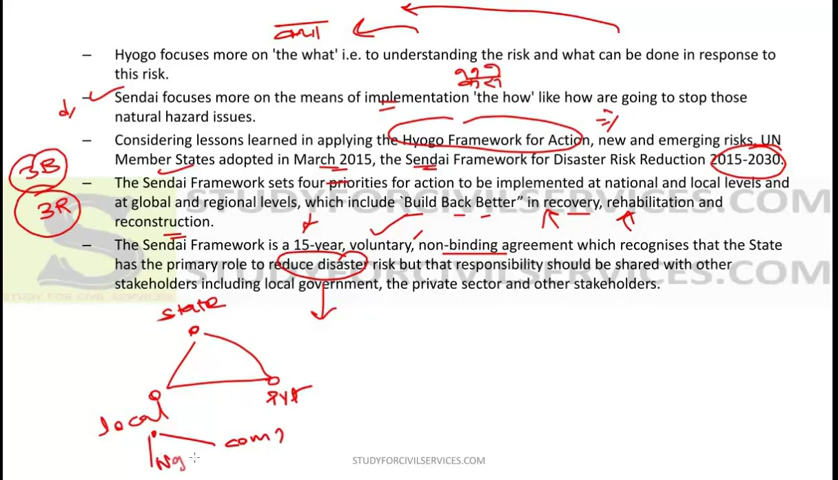 क्या
– Hyogo focuses more on 'the what' i.e. to understanding the risk and what can be done in response to
this risk.
– Sendai focuses more on the means of implementation 'the how' like how are going to stop those
natural hazard issues.
– Considering lessons learned in applying the Hyogo Framework for Action, new and emerging risks, UN
Member States adopted in March 2015, the Sendai Framework for Disaster Risk Reduction 2015-2030.
3B
– The Sendai Framework sets four priorities for action to be implemented at national and local levels and
at global and regional levels, which include `Build Back Better" in recovery, rehabilitation and
3R
reconstruction.
– The Sendai Framework is a 15-year, voluntary, non-binding agreement which recognises that the State
has the primary role to reduce disaster risk but that responsibility should be shared with other
stakeholders including local government, the private sector and other stakeholders.
STUDYFORCIVILSERVICES.COM
STUDYFORCIVILSERVICES.COM
STUDY FOR CIVIL SERVICES
state
local
com
Ng
STUDYFORCIVILSERVICES.COM